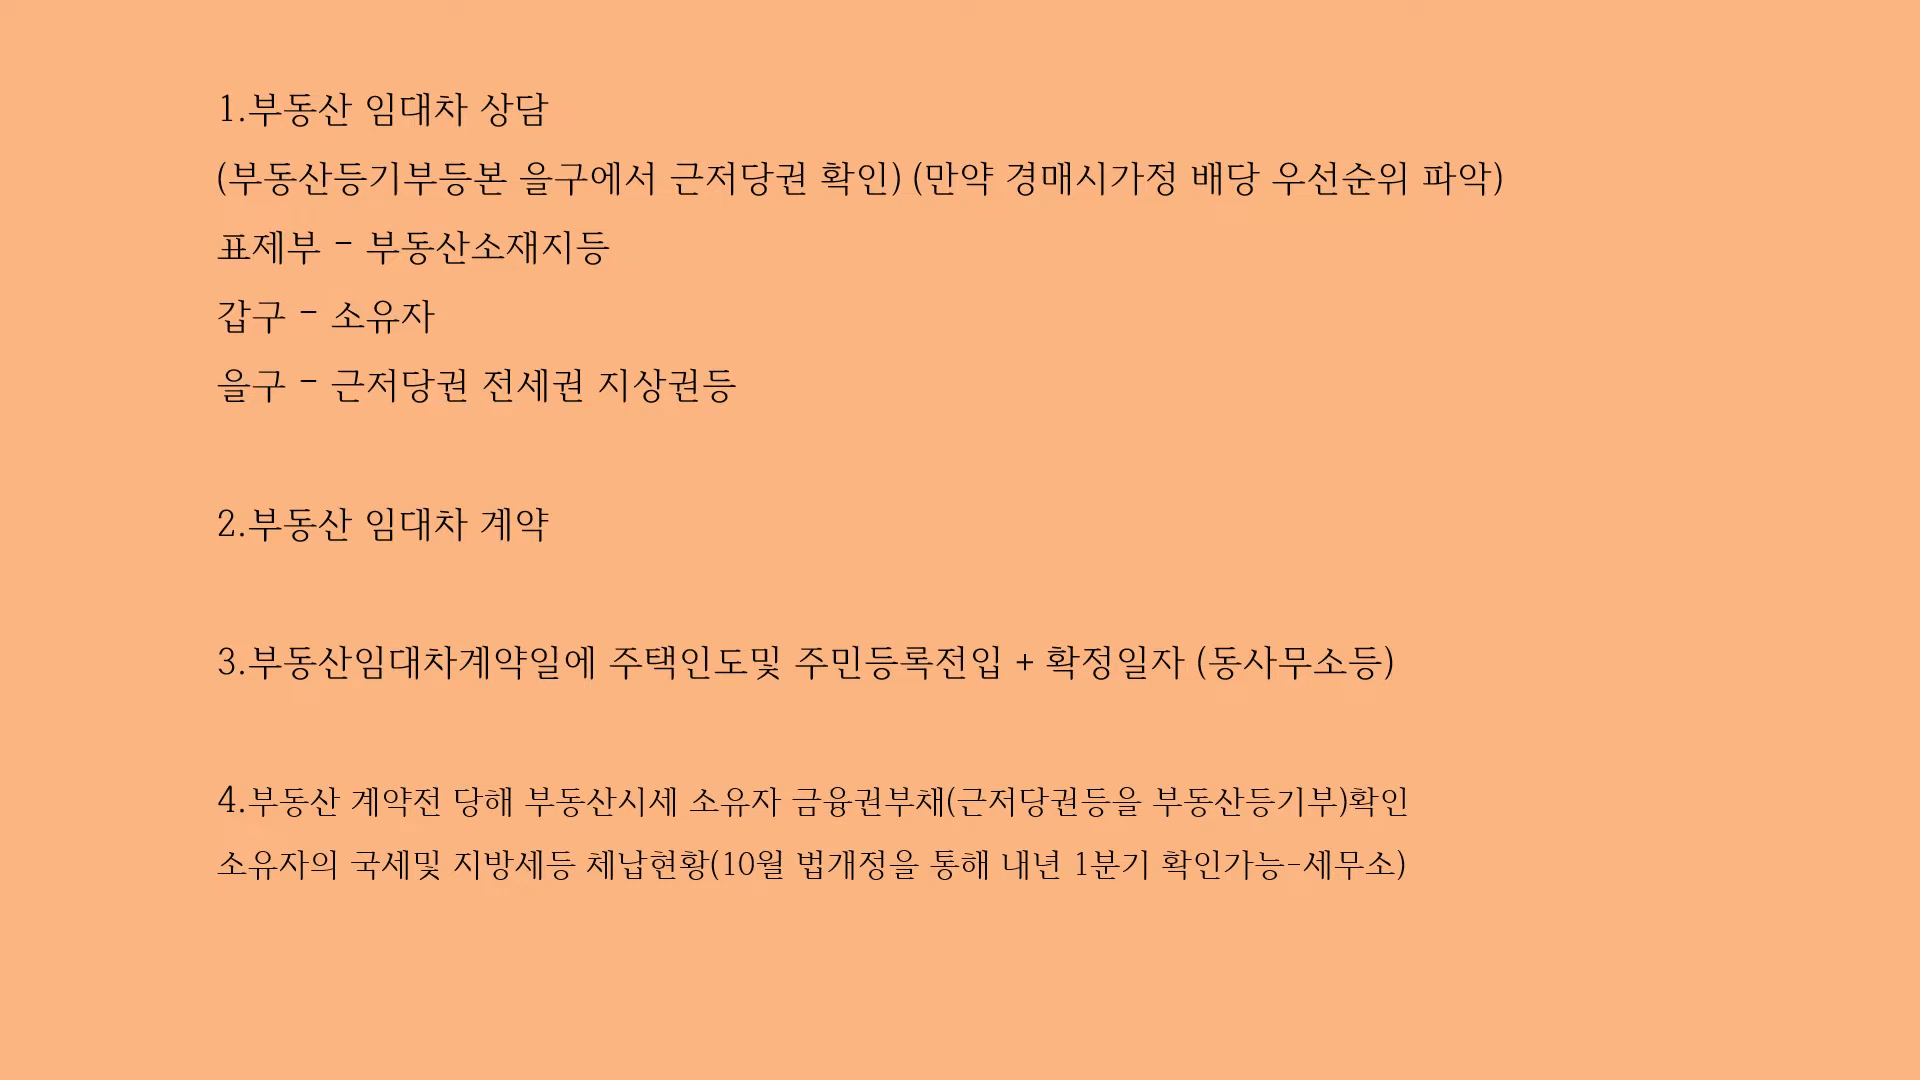 1.부동산 임대차 상담
(부동산등기부등본 을구에서 근저당권 확인) (만약 경매시가정 배당 우선순위 파악)
표제부 - 부동산소재지등
갑구 - 소유자
을구 - 근저당권 전세권 지상권등
2.부동산 임대차 계약
3.부동산임대차계약일에 주택인도및 주민등록전입 + 확정일자 (동사무소등)
4.부동산 계약전 당해 부동산시세 소유자 금융권부채(근저당권등을 부동산등기부)확인
소유자의 국세및 지방세등 체납현황(10월 법개정을 통해 내년 1분기 확인가능-세무소)